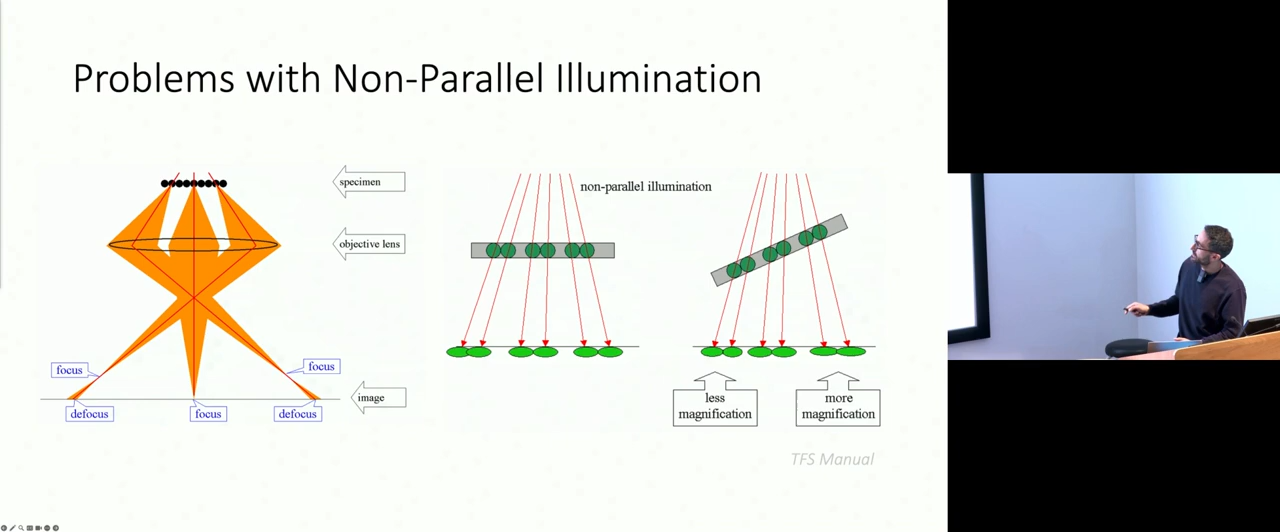 Problems with Non-Parallel Illumination
specimen
objective lens
focus
focus
image
defocus
focus
defocus
non-parallel illumination
less
magnification
more
magnification
TFS Manual